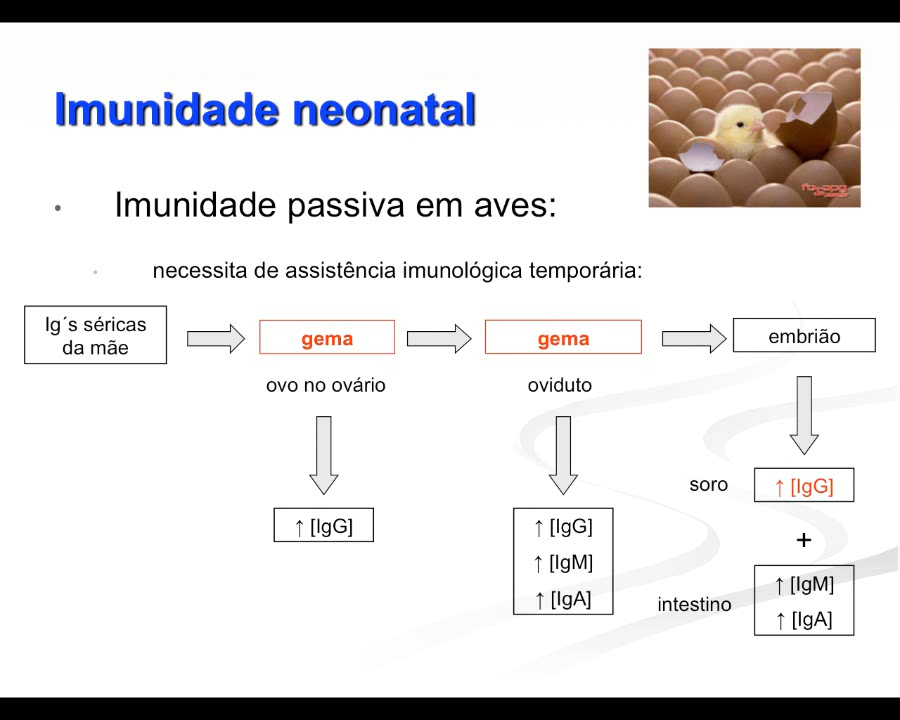 Imunidade neonatal
• Imunidade passiva em aves:
• necessita de assistência imunológica temporária:
Ig´s séricas
da mãe
gema
gema
embrião
ovo no ovário
oviduto
soro
↑ [IgG]
↑ [IgG]
↑ [IgG]
+
↑ [IgM]
↑ [IgA]
intestino
↑ [IgM]
↑ [IgA]